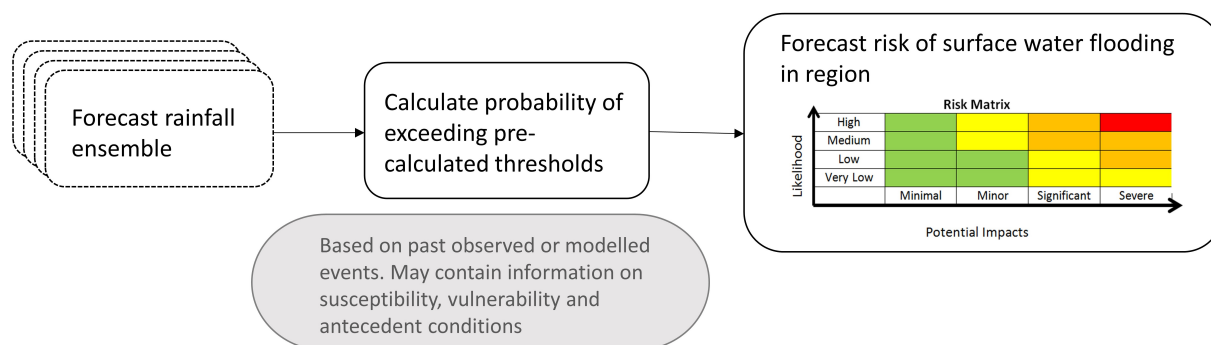 Forecast rainfall
ensemble
Calculate probability of
exceeding pre-
calculated thresholds
Based on past observed or modelled
events. May contain information on
susceptibility, vulnerability and
antecedent conditions
Forecast risk of surface water flooding
in region
Risk Matrix
Likelihood
High
Medium
Low
Very Low
Minimal Minor Significant Severe
Potential Impacts